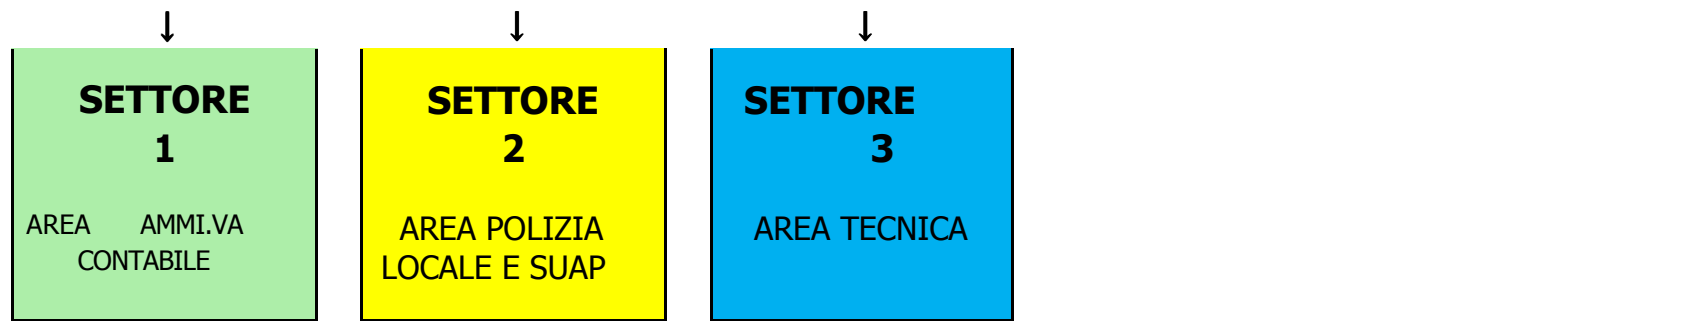 ↓
SETTORE
1
AREA AMMI.VA
CONTABILE
↓
SETTORE
2
AREA POLIZIA
LOCALE E SUAP
↓
SETTORE
3
AREA TECNICA